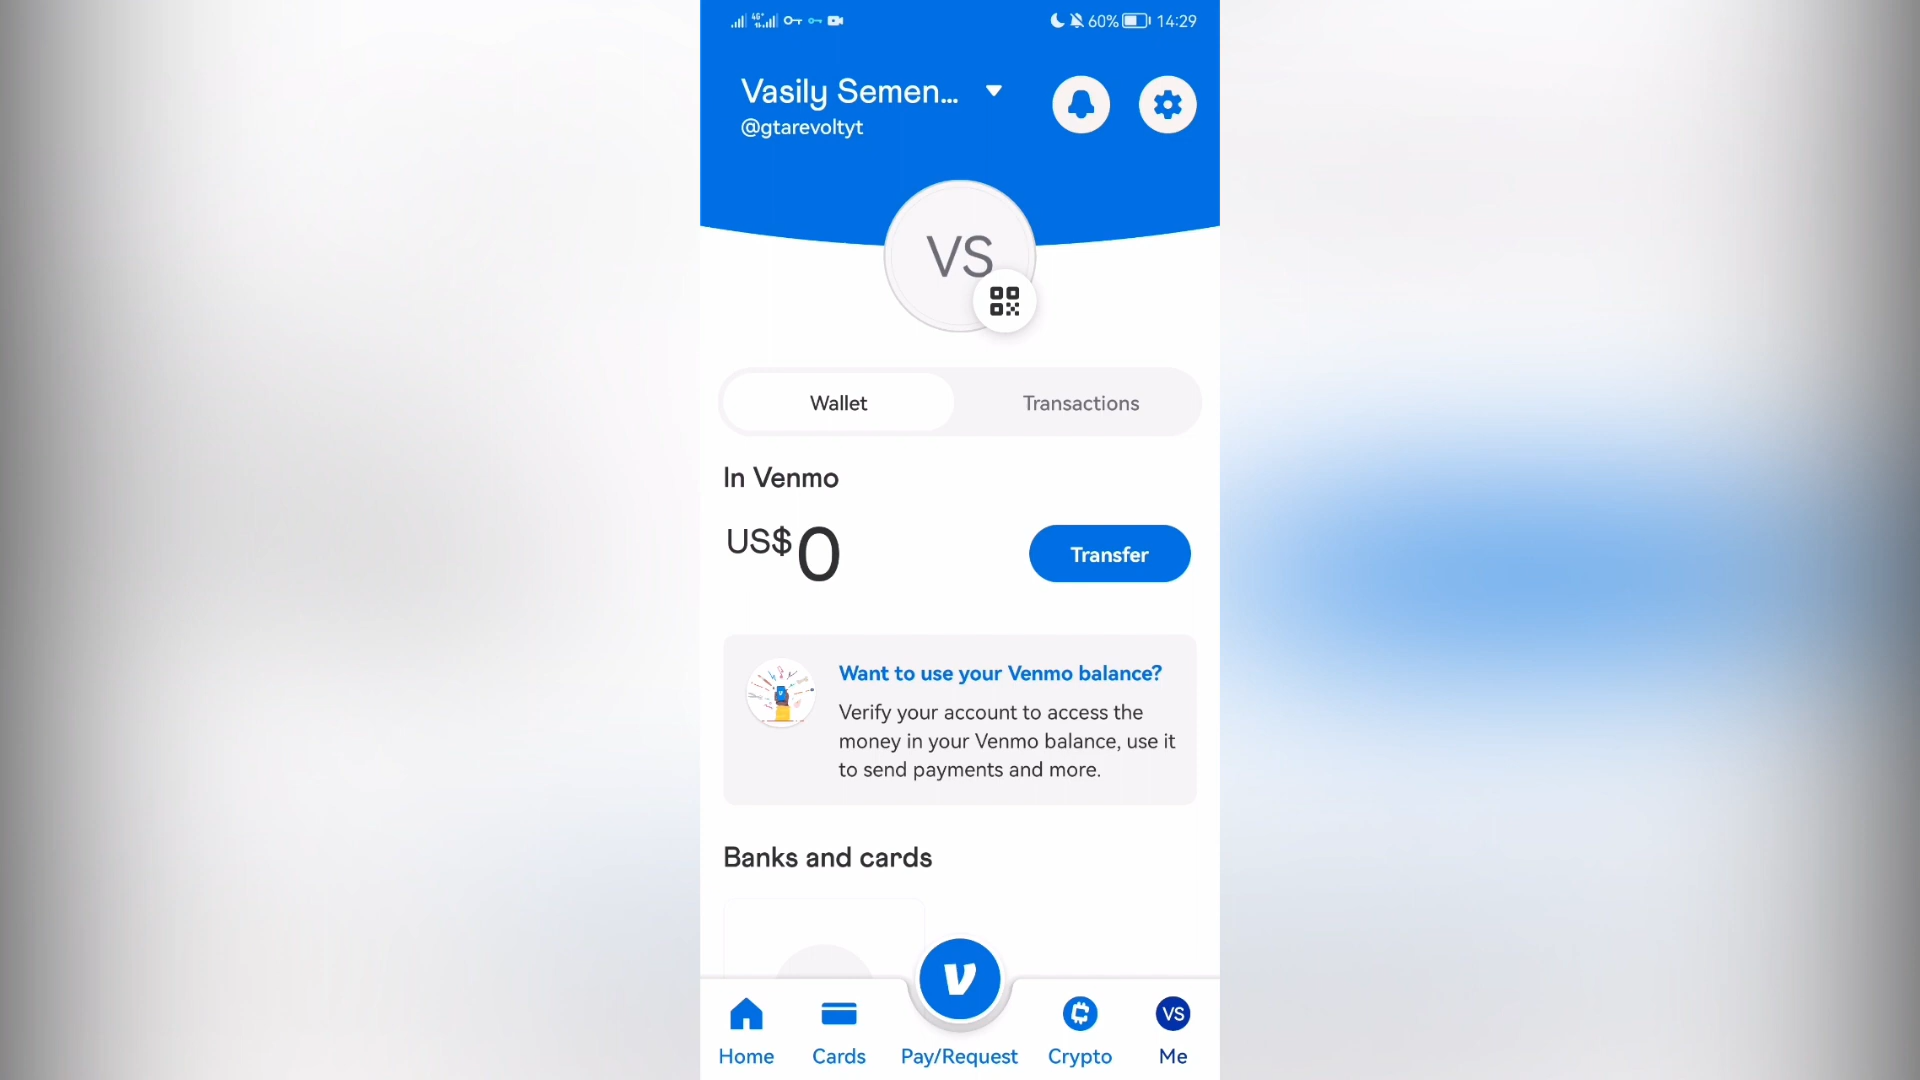 4G+ 60% 14:29
Vasily Semen...
@gtarevoltyt
VS
Wallet Transactions
In Venmo
US$0 Transfer
Want to use your Venmo balance?
Verify your account to access the
money in your Venmo balance, use it
to send payments and more.
Banks and cards
VS
Home Cards Pay/Request Crypto Me